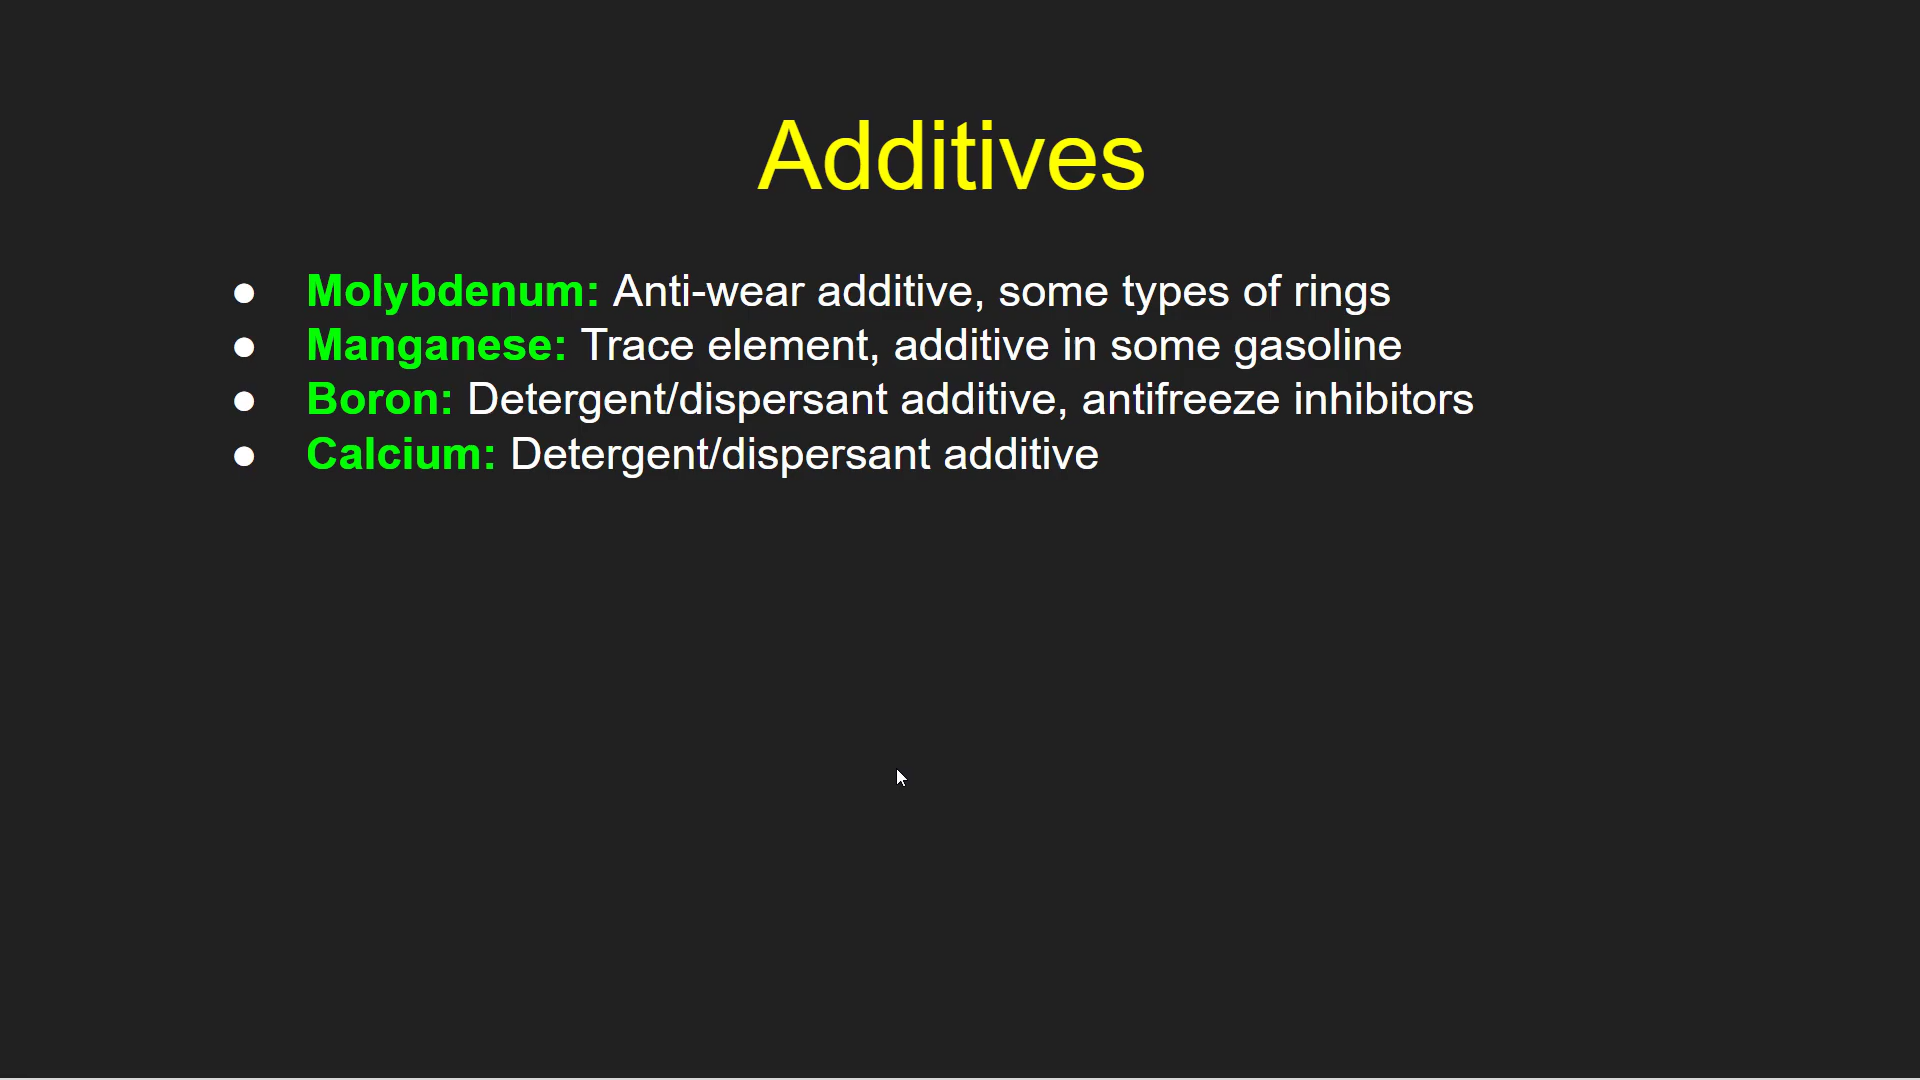 Additives
● Molybdenum: Anti-wear additive, some types of rings
● Manganese: Trace element, additive in some gasoline
● Boron: Detergent/dispersant additive, antifreeze inhibitors
● Calcium: Detergent/dispersant additive